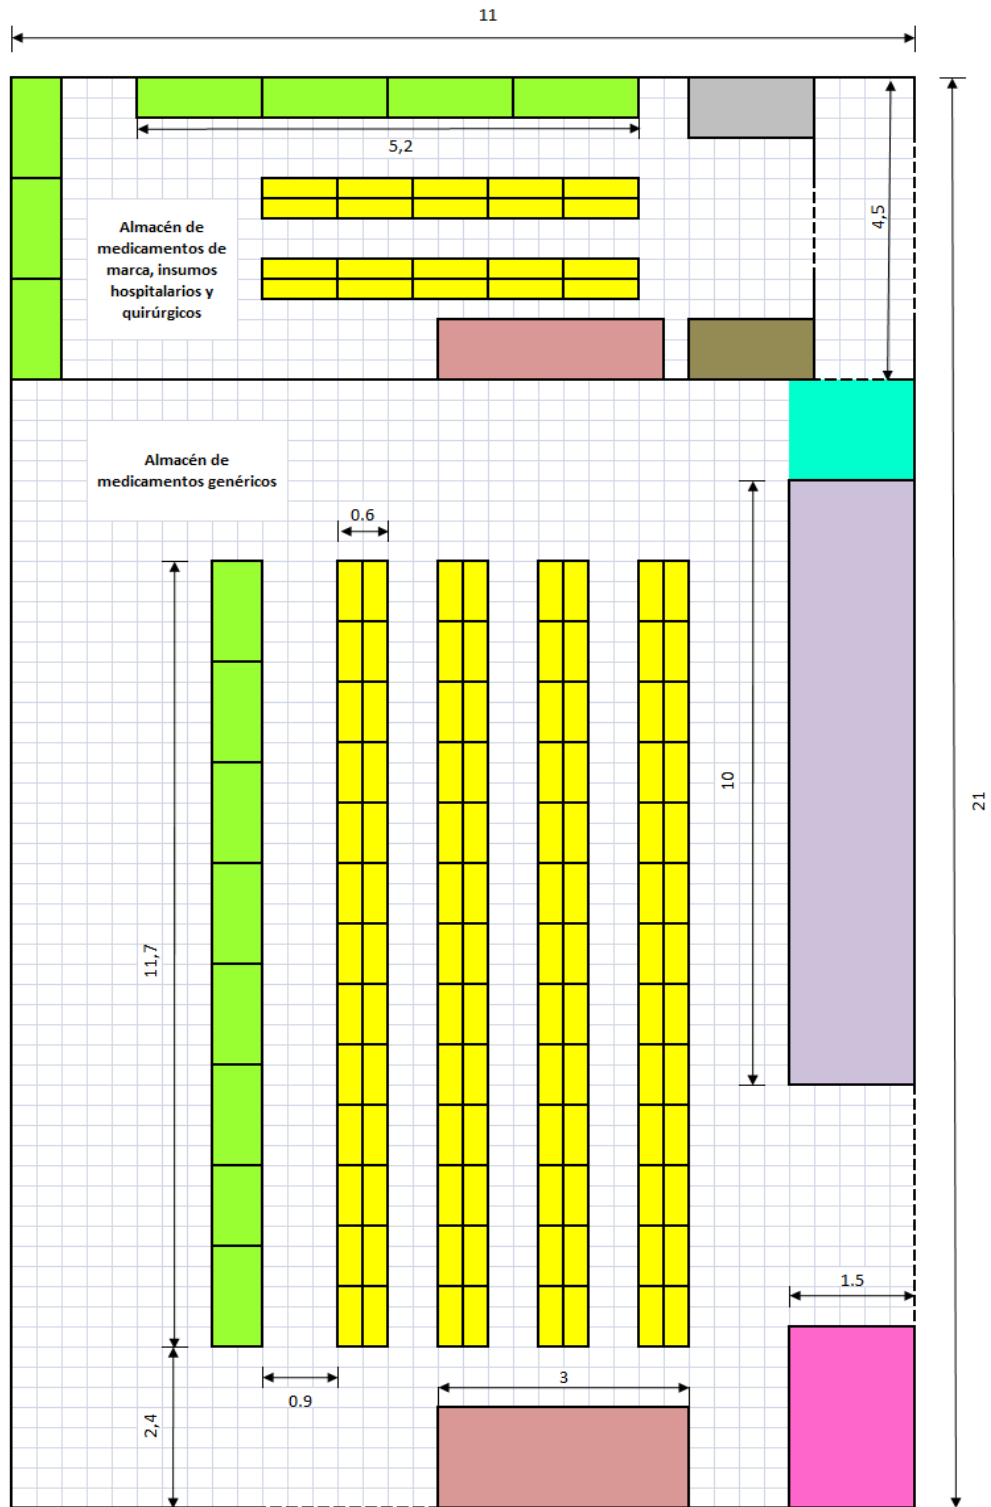 11
5,2
4,5
Almacén de
medicamentos de
marca, insumos
hospitalarios y
quirúrgicos
Almacén de
medicamentos genéricos
0.6
10
21
11,7
1.5
0.9
3
2,4